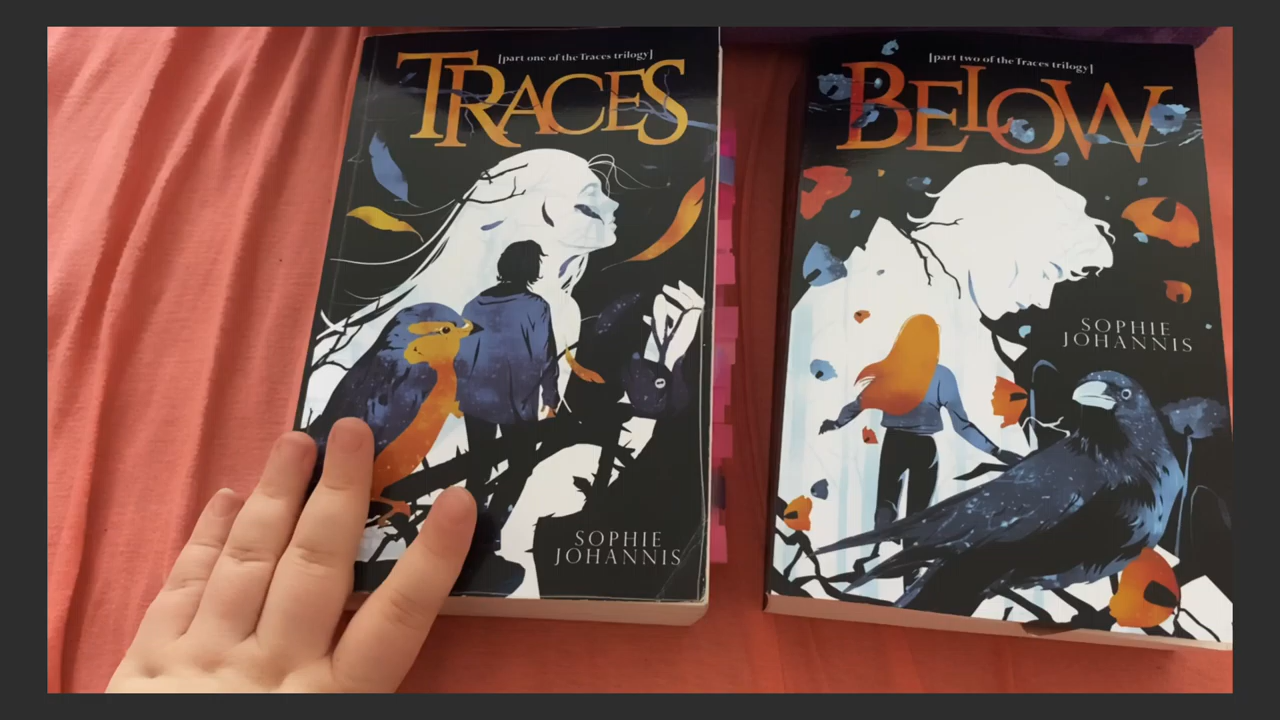 [part one of the Traces trilogy]
TRACES
SOPHIE
JOHANNIS
[part two of the Traces trilogy]
BELOW
SOPHIE
JOHANNIS